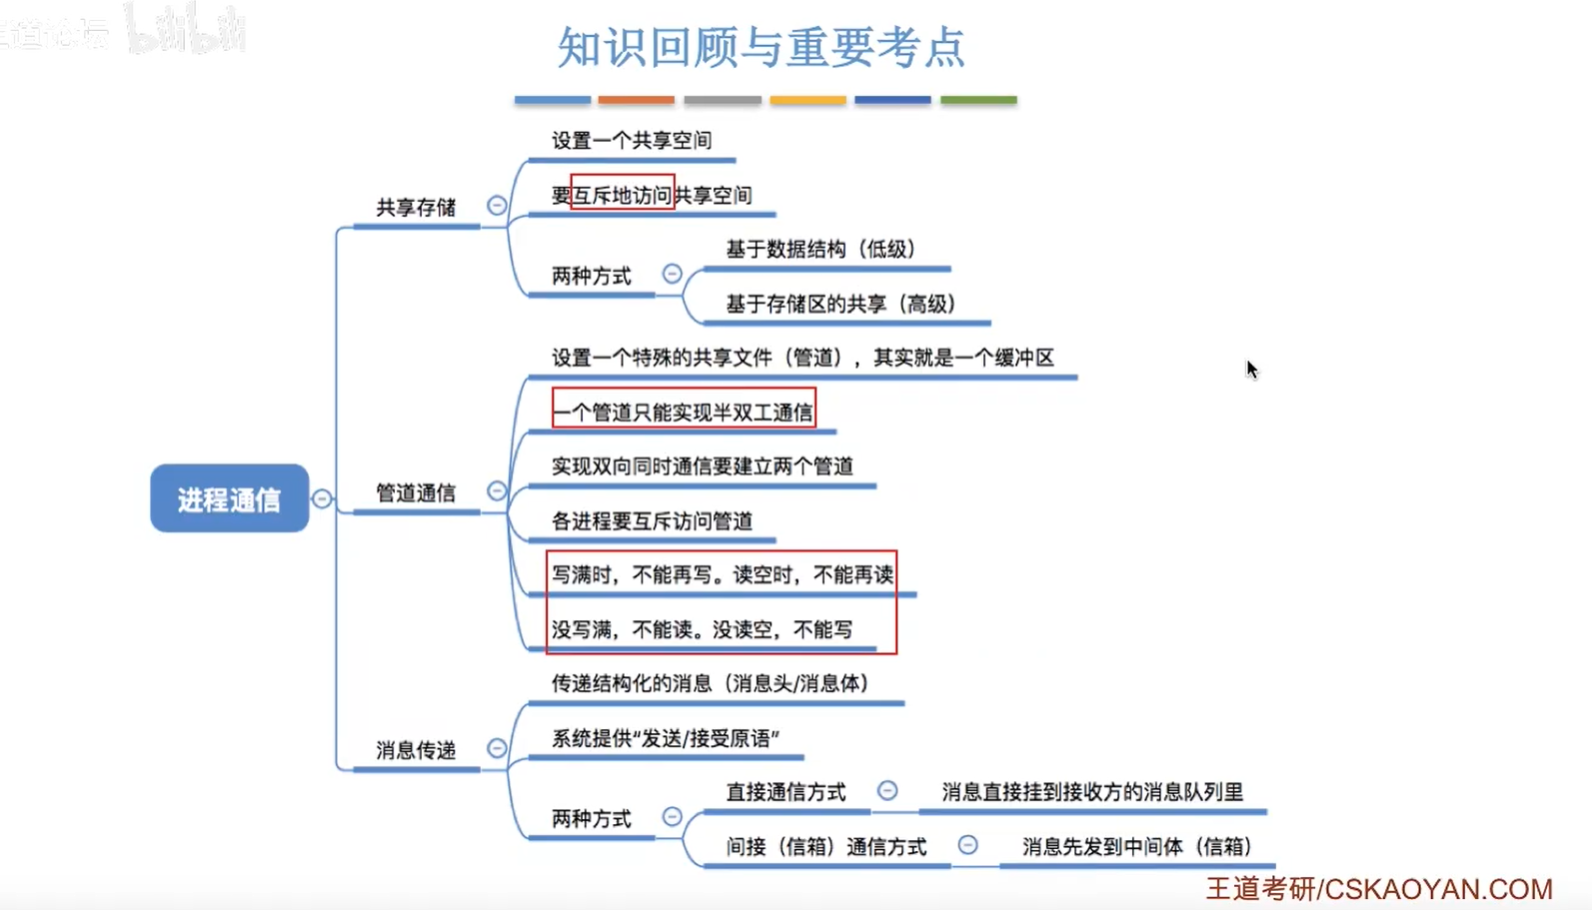 王道论坛 bilibili
知识回顾与重要考点
设置一个共享空间
要互斥地访问共享空间
共享存储
基于数据结构（低级）
两种方式
基于存储区的共享（高级）
设置一个特殊的共享文件（管道），其实就是一个缓冲区
一个管道只能实现半双工通信
实现双向同时通信要建立两个管道
管道通信
进程通信
各进程要互斥访问管道
写满时，不能再写。读空时，不能再读
没写满，不能读。没读空，不能写
传递结构化的消息（消息头/消息体）
系统提供“发送/接受原语”
消息传递
直接通信方式
消息直接挂到接收方的消息队列里
两种方式
间接（信箱）通信方式
消息先发到中间体（信箱）
王道考研/CSKAOYAN.COM